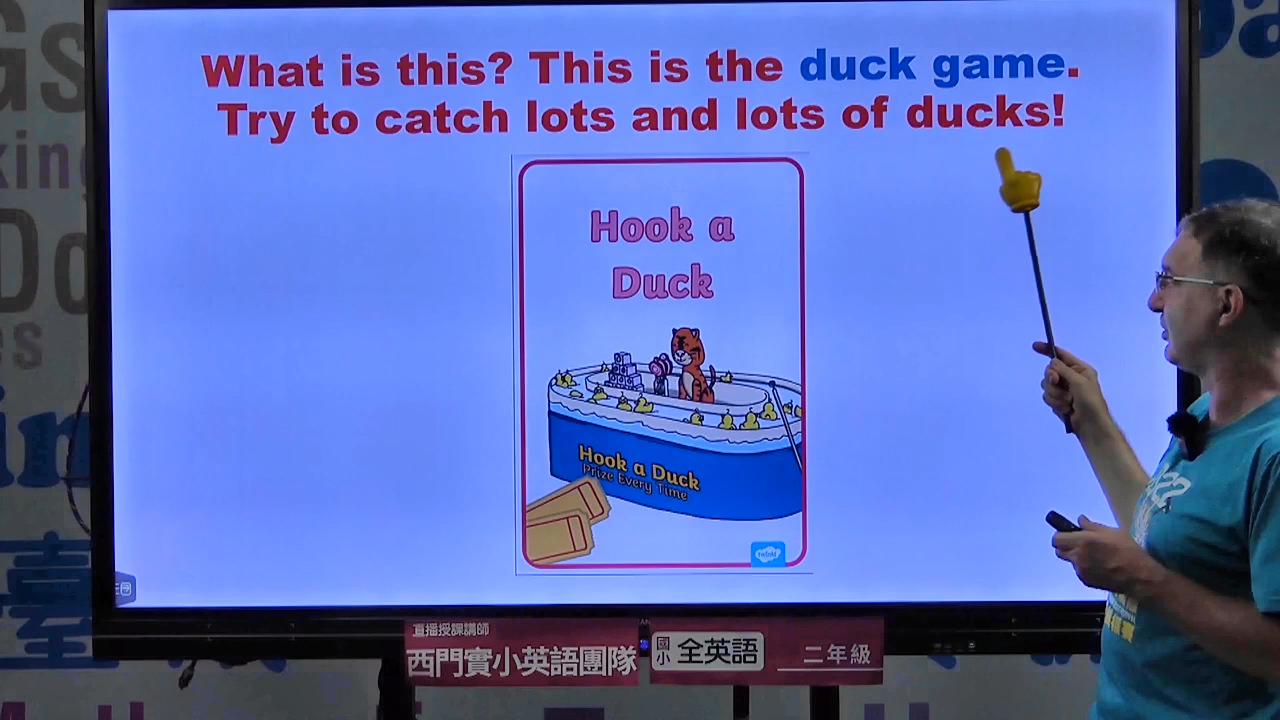 What is this? This is the duck game.
Try to catch lots and lots of ducks!
Hook a
Duck
Hook a Duck
Prize Every Time
twinkl
直播授課講師
西門實小英語團隊
國小
全英語
二年級